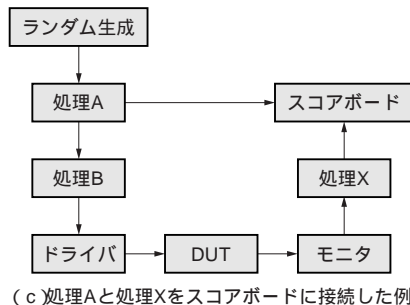 ランダム生成
処理A
スコアボード
処理B
処理X
ドライバ
DUT
モニタ
(c)処理Aと処理Xをスコアボードに接続した例